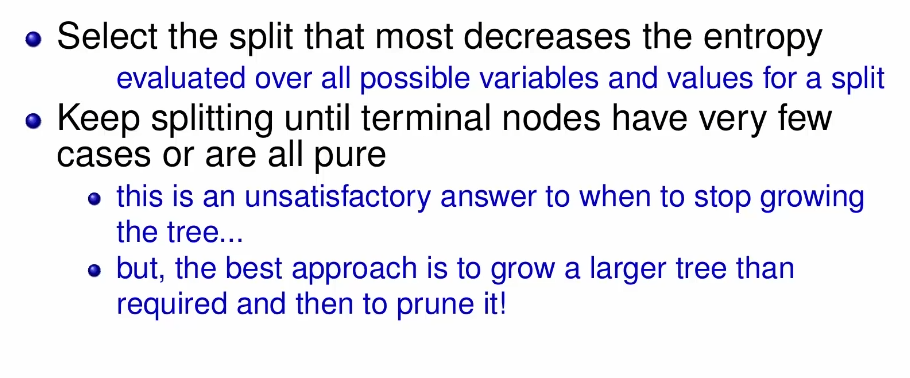 Select the split that most decreases the entropy
evaluated over all possible variables and values for a split
Keep splitting until terminal nodes have very few
cases or are all pure
this is an unsatisfactory answer to when to stop growing
the tree...
but, the best approach is to grow a larger tree than
required and then to prune it!